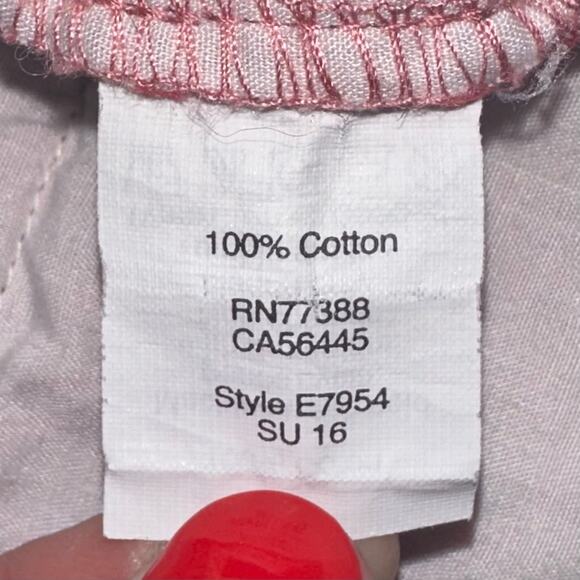 100% Cotton
RN77388
CA56445
Style E7954
SU 16